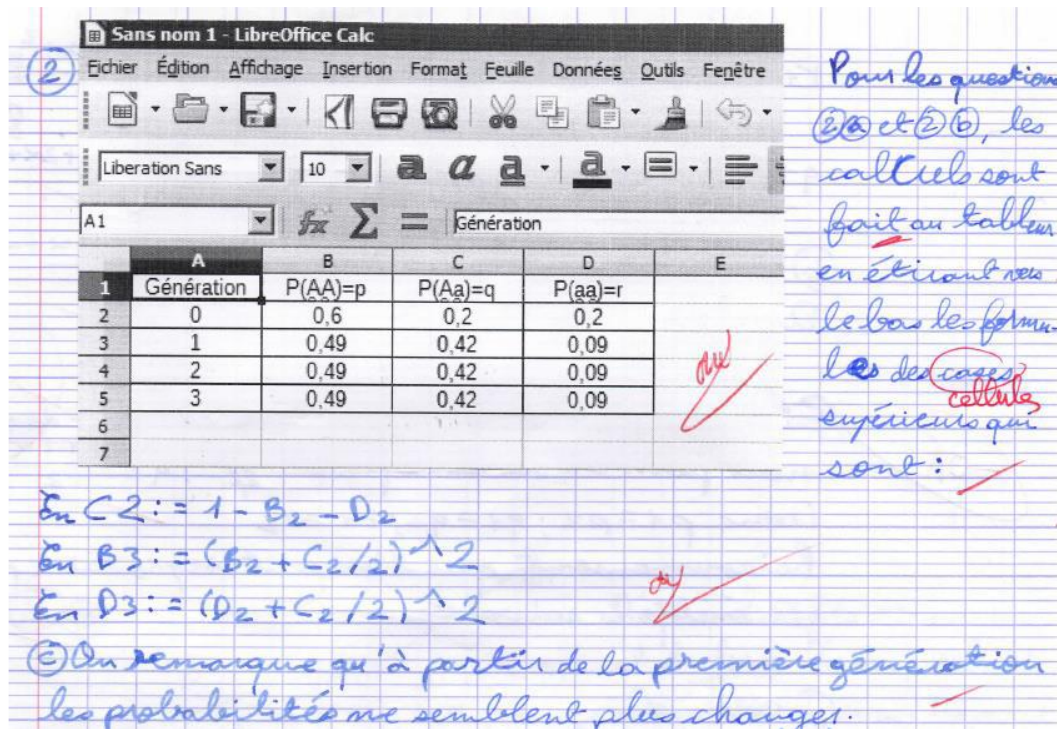 ②
Sans nom 1 - LibreOffice Calc
Fichier Édition Affichage Insertion Format Feuille Données Outils Fenêtre
Liberation Sans 10 a a a a
A1 fx Σ = Génération
A B C D E
1 Génération P(AA)=p P(Aa)=q P(aa)=r
2 0 0,6 0,2 0,2
3 1 0,49 0,42 0,09
4 2 0,49 0,42 0,09
5 3 0,49 0,42 0,09
6
7
Pour les questions
②ⓐ et ②ⓑ, les
calculs sont
fait au tableur
en étirant vers
le bas les formu-
les des cases
cellules
supérieurs qui
sont :
oui
En C2 : = 1 - B2 - D2
En B3 : = (B2 + C2/2)^2
En D3 : = (D2 + C2/2)^2
ⓒ On remarque qu'à partir de la première génération
les probabilités ne semblent plus changer.